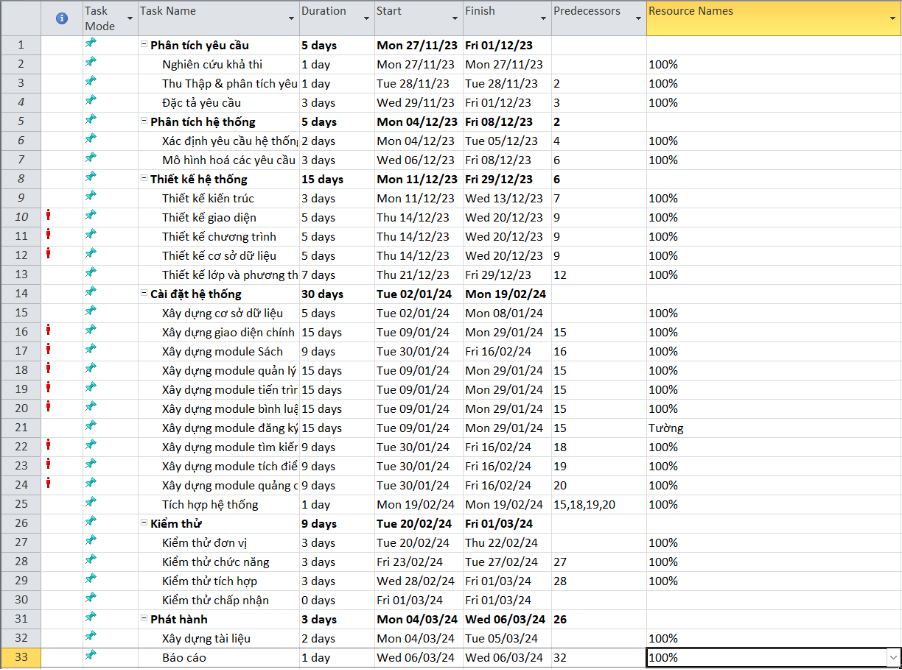 Task Mode Task Name Duration Start Finish Predecessors Resource Names
1 Phân tích yêu cầu 5 days Mon 27/11/23 Fri 01/12/23
2 Nghiên cứu khả thi 1 day Mon 27/11/23 Mon 27/11/23 100%
3 Thu Thập & phân tích yêu 1 day Tue 28/11/23 Tue 28/11/23 2 100%
4 Đặc tả yêu cầu 3 days Wed 29/11/23 Fri 01/12/23 3 100%
5 Phân tích hệ thống 5 days Mon 04/12/23 Fri 08/12/23 2
6 Xác định yêu cầu hệ thống 2 days Mon 04/12/23 Tue 05/12/23 4 100%
7 Mô hình hoá các yêu cầu 3 days Wed 06/12/23 Fri 08/12/23 6 100%
8 Thiết kế hệ thống 15 days Mon 11/12/23 Fri 29/12/23 6
9 Thiết kế kiến trúc 3 days Mon 11/12/23 Wed 13/12/23 7 100%
10 Thiết kế giao diện 5 days Thu 14/12/23 Wed 20/12/23 9 100%
11 Thiết kế chương trình 5 days Thu 14/12/23 Wed 20/12/23 9 100%
12 Thiết kế cơ sở dữ liệu 5 days Thu 14/12/23 Wed 20/12/23 9 100%
13 Thiết kế lớp và phương th 7 days Thu 21/12/23 Fri 29/12/23 12 100%
14 Cài đặt hệ thống 30 days Tue 02/01/24 Mon 19/02/24
15 Xây dựng cơ sở dữ liệu 5 days Tue 02/01/24 Mon 08/01/24 100%
16 Xây dựng giao diện chính 15 days Tue 09/01/24 Mon 29/01/24 15 100%
17 Xây dựng module Sách 9 days Tue 30/01/24 Fri 16/02/24 16 100%
18 Xây dựng module quản lý 15 days Tue 09/01/24 Mon 29/01/24 15 100%
19 Xây dựng module tiến trìn 15 days Tue 09/01/24 Mon 29/01/24 15 100%
20 Xây dựng module bình luậ 15 days Tue 09/01/24 Mon 29/01/24 15 100%
21 Xây dựng module đăng ký 15 days Tue 09/01/24 Mon 29/01/24 15 Tường
22 Xây dựng module tìm kiến 9 days Tue 30/01/24 Fri 16/02/24 18 100%
23 Xây dựng module tích điể 9 days Tue 30/01/24 Fri 16/02/24 19 100%
24 Xây dựng module quảng c 9 days Tue 30/01/24 Fri 16/02/24 20 100%
25 Tích hợp hệ thống 1 day Mon 19/02/24 Mon 19/02/24 15,18,19,20 100%
26 Kiểm thử 9 days Tue 20/02/24 Fri 01/03/24
27 Kiểm thử đơn vị 3 days Tue 20/02/24 Thu 22/02/24 100%
28 Kiểm thử chức năng 3 days Fri 23/02/24 Tue 27/02/24 27 100%
29 Kiểm thử tích hợp 3 days Wed 28/02/24 Fri 01/03/24 28 100%
30 Kiểm thử chấp nhận 0 days Fri 01/03/24 Fri 01/03/24
31 Phát hành 3 days Mon 04/03/24 Wed 06/03/24 26
32 Xây dựng tài liệu 2 days Mon 04/03/24 Tue 05/03/24 100%
33 Báo cáo 1 day Wed 06/03/24 Wed 06/03/24 32 100%